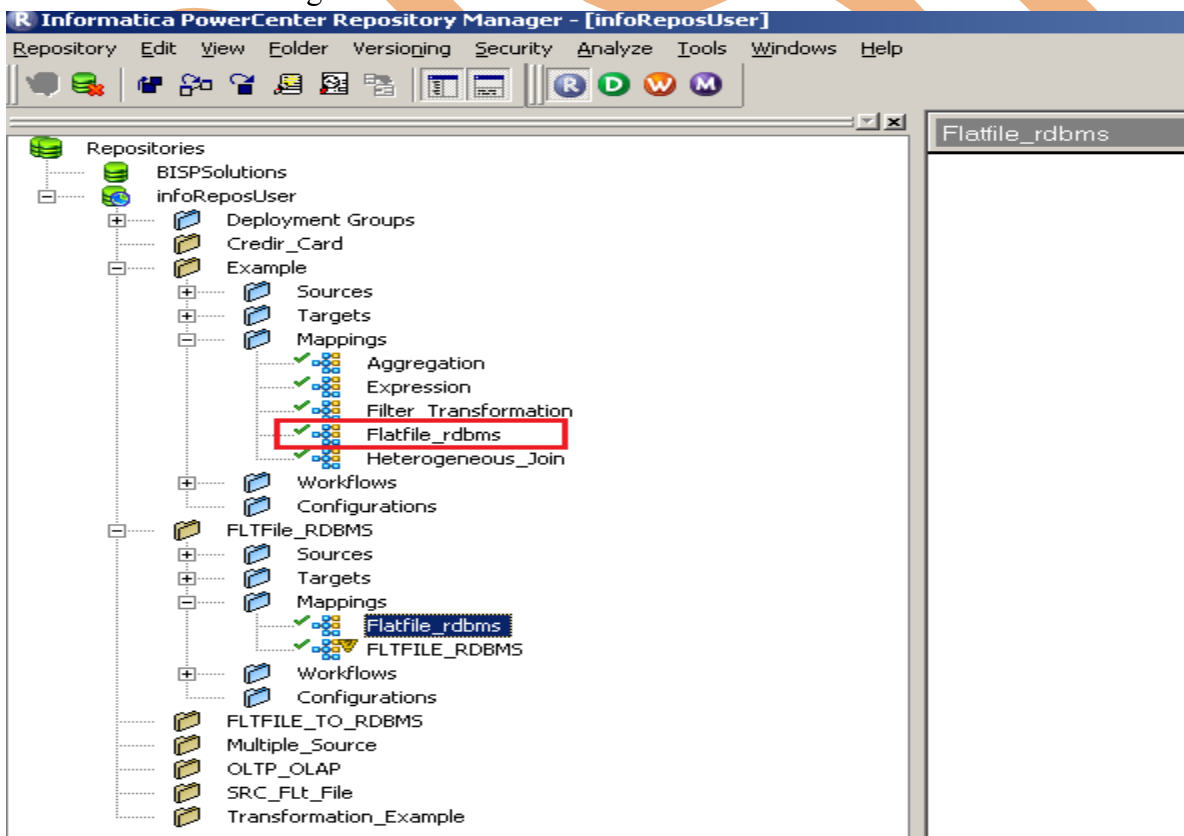 R Informatica PowerCenter Repository Manager - [infoReposUser]
Repository Edit View Folder Versioning Security Analyze Tools Windows Help
R D W M
Flatfile_rdbms
Repositories
BISPSolutions
infoReposUser
Deployment Groups
Credir_Card
Example
Sources
Targets
Mappings
Aggregation
Expression
Filter_Transformation
Flatfile_rdbms
Heterogeneous_Join
Workflows
Configurations
FLTFile_RDBMS
Sources
Targets
Mappings
Flatfile_rdbms
FLTFILE_RDBMS
Workflows
Configurations
FLTFILE_TO_RDBMS
Multiple_Source
OLTP_OLAP
SRC_FLt_File
Transformation_Example